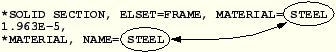 *SOLID SECTION, ELSET=FRAME, MATERIAL=STEEL
1.963E-5,
*MATERIAL, NAME=STEEL